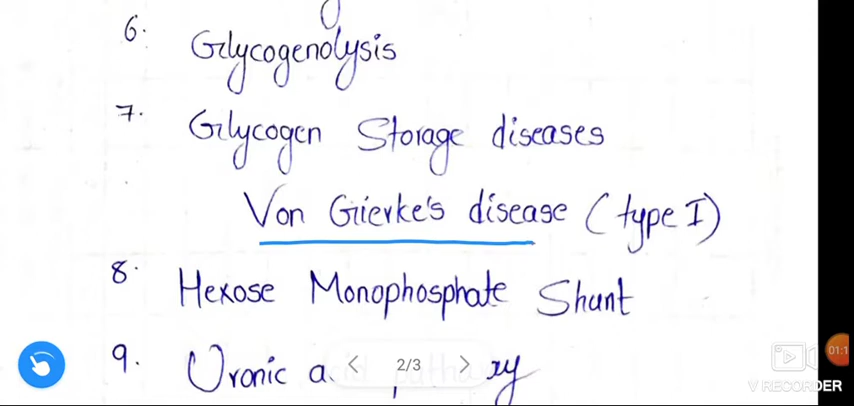 6. Glycogenolysis
7. Glycogen Storage diseases
Von Gierke's disease (type I)
8. Hexose Monophosphate Shunt
9. Uronic a
< 2/3 >
01:1
V RECORDER